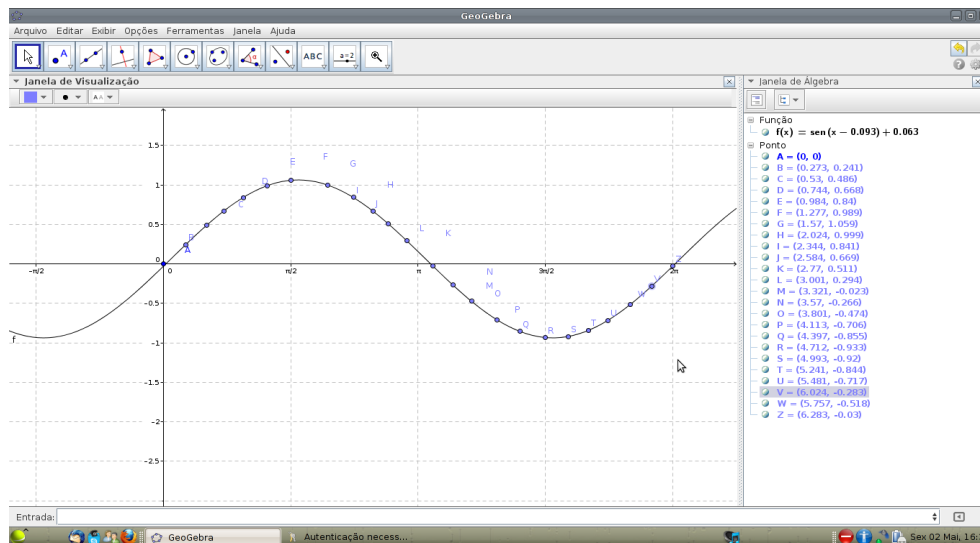 GeoGebra
Arquivo Editar Exibir Opções Ferramentas Janela Ajuda
A ABC a=2
Janela de Visualização
Janela de Álgebra
A A
Função
f(x) = sen(x − 0.093) + 0.063
Ponto
A = (0, 0)
B = (0.273, 0.241)
C = (0.53, 0.486)
D = (0.744, 0.668)
E = (0.984, 0.84)
F = (1.277, 0.989)
G = (1.57, 1.059)
H = (2.024, 0.999)
I = (2.344, 0.841)
J = (2.584, 0.669)
K = (2.77, 0.511)
L = (3.001, 0.294)
M = (3.321, -0.023)
N = (3.57, -0.266)
O = (3.801, -0.474)
P = (4.113, -0.706)
Q = (4.397, -0.855)
R = (4.712, -0.933)
S = (4.993, -0.92)
T = (5.241, -0.844)
U = (5.481, -0.717)
V = (6.024, -0.283)
W = (5.757, -0.518)
Z = (6.283, -0.03)
1.5
1
0.5
0
-0.5
-1
-1.5
-2
-2.5
-π/2 0 π/2 π 3π/2 2π
A B C D E F G H I J K L M N O P Q R S T U W V Z
f
Entrada:
GeoGebra
Autenticação necess...
Sex 02 Mai, 16: